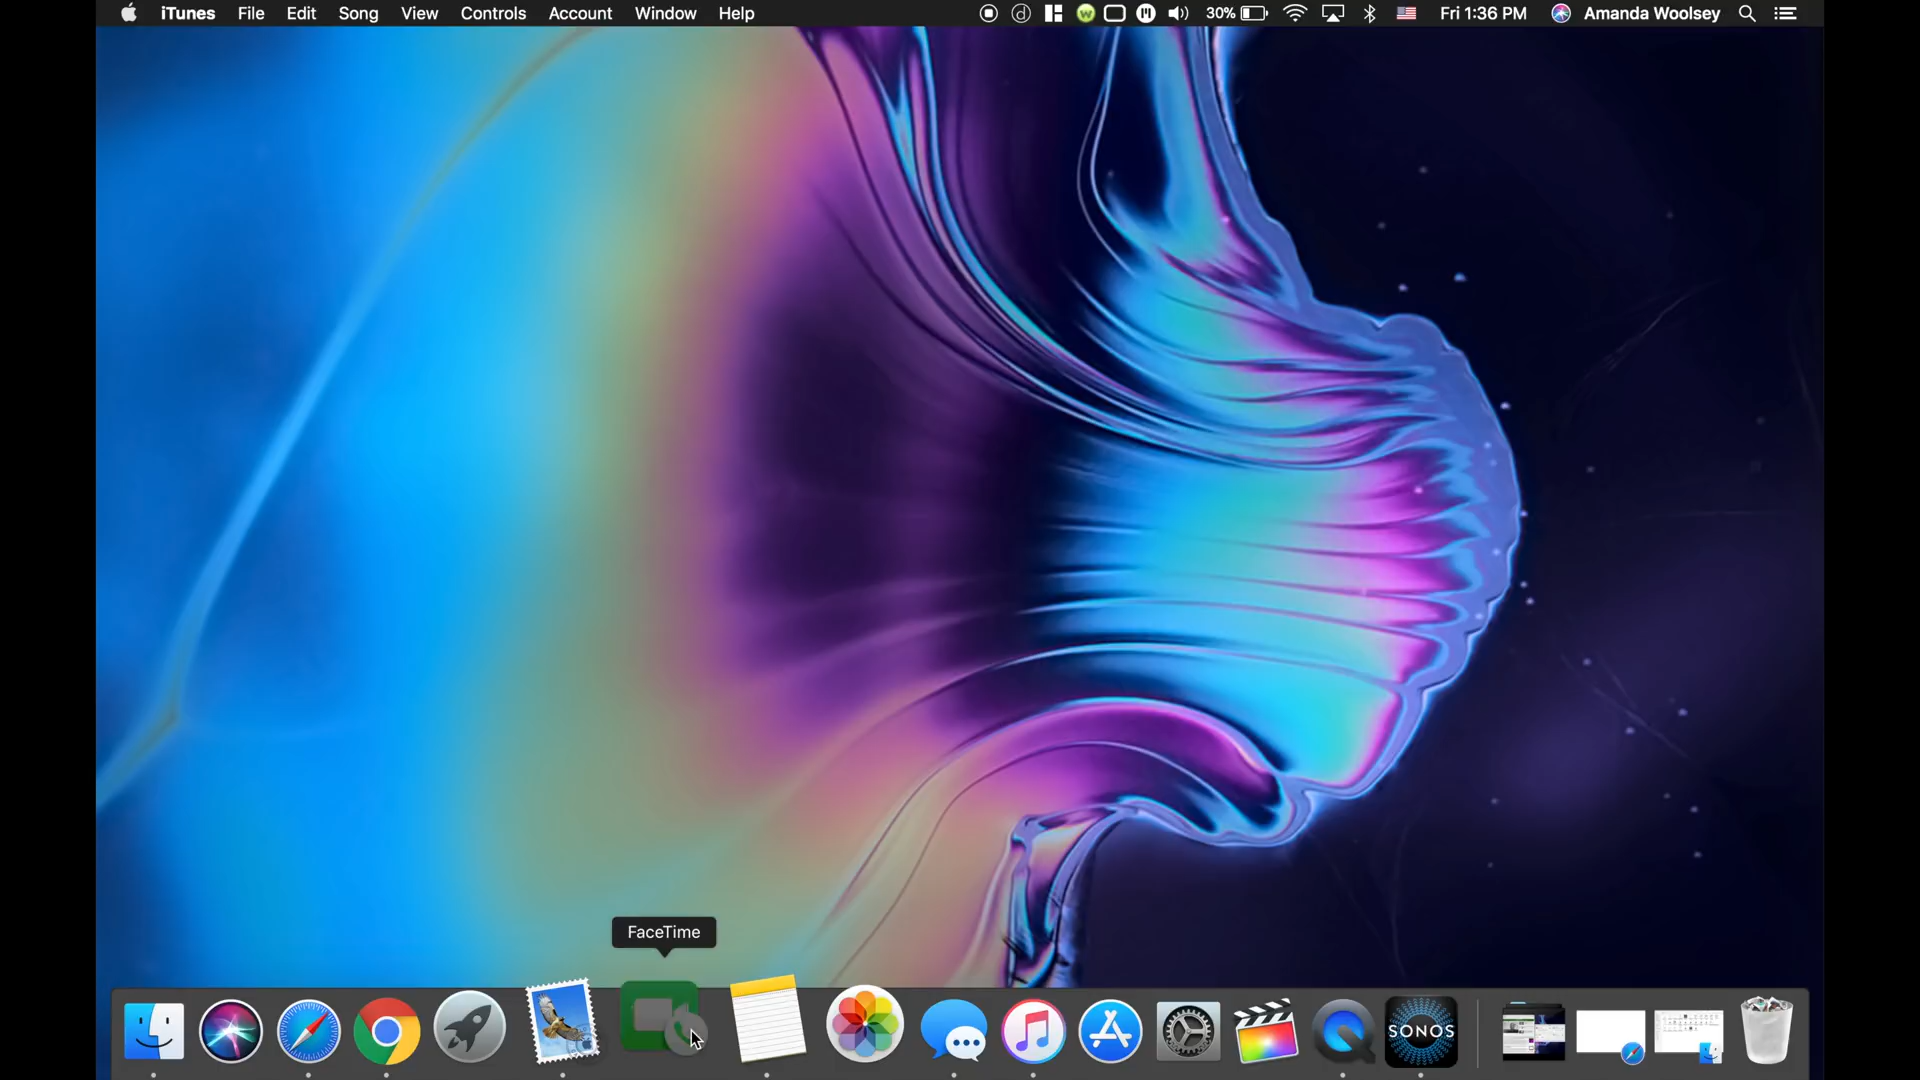 iTunes File Edit Song View Controls Account Window Help 30% Fri 1:36 PM Amanda Woolsey
FaceTime
SONOS